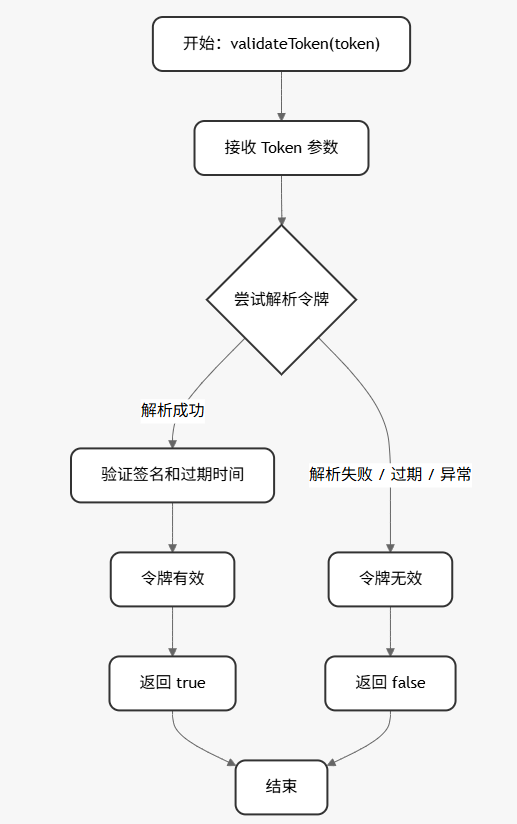 开始：validateToken(token)
接收 Token 参数
尝试解析令牌
解析成功
解析失败 / 过期 / 异常
验证签名和过期时间
令牌有效
令牌无效
返回 true
返回 false
结束